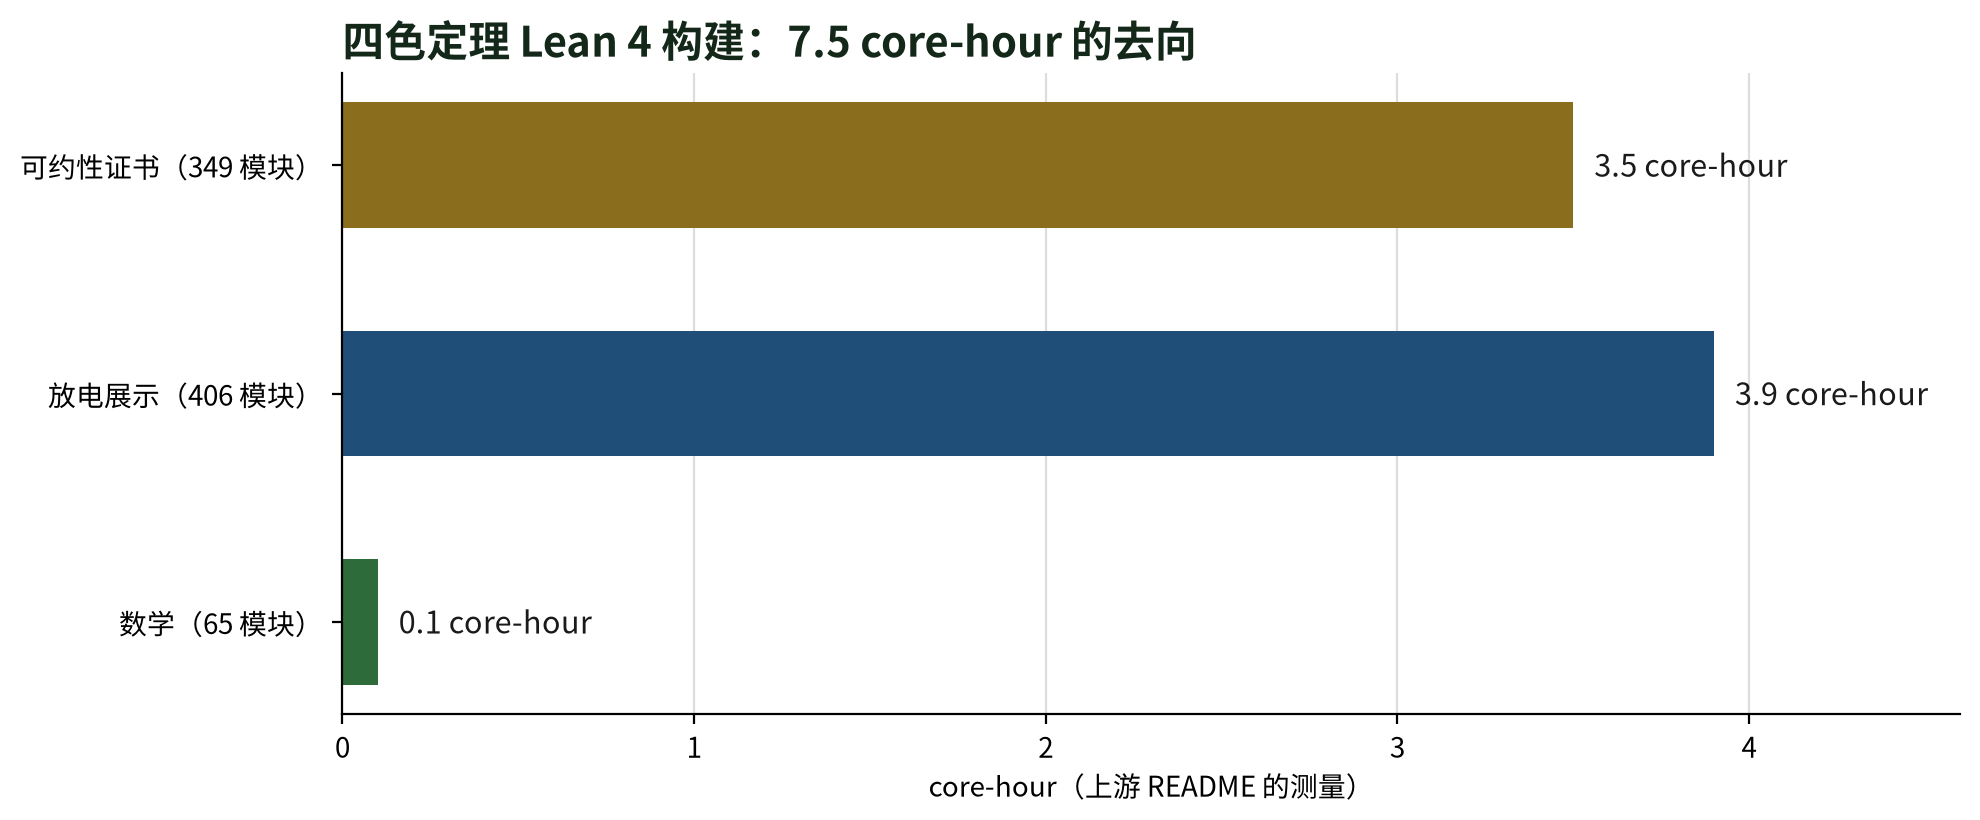 四色定理 Lean 4 构建：7.5 core-hour 的去向
可约性证书（349 模块）
3.5 core-hour
放电展示（406 模块）
3.9 core-hour
数学（65 模块）
0.1 core-hour
0 1 2 3 4
core-hour（上游 README 的测量）